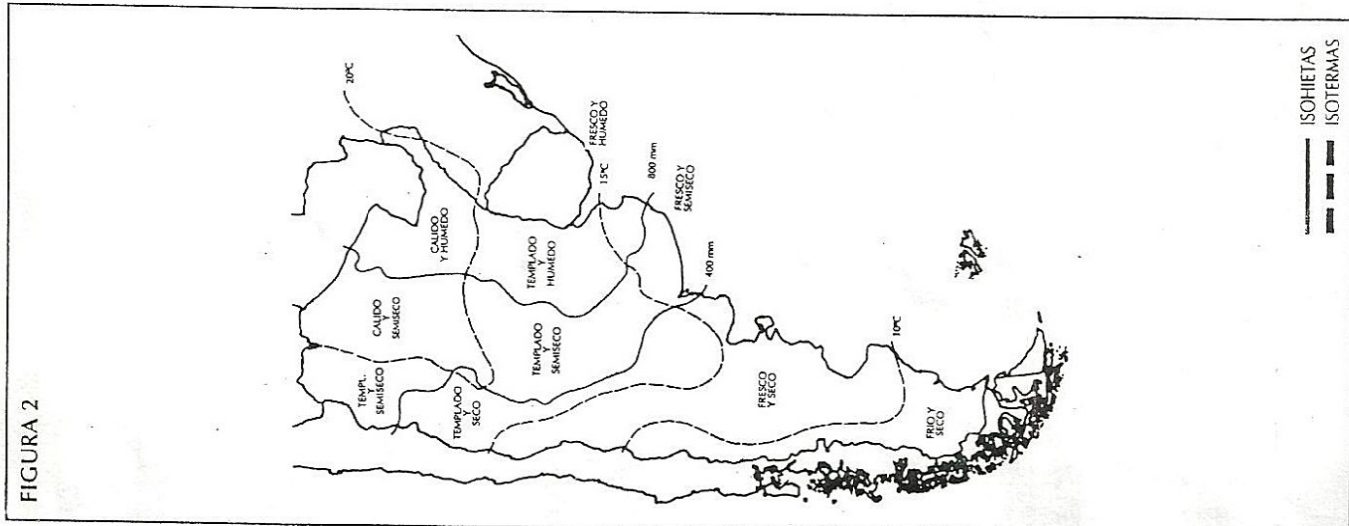 FIGURA 2
20ºC
CALIDO
Y HUMEDO
CALIDO
Y
SEMISECO
TEMPL.
Y
SEMISECO
TEMPLADO
Y
SECO
TEMPLADO
Y
SEMISECO
TEMPLADO
Y
HUMEDO
FRESCO Y
HUMEDO
15ºC
800 mm
FRESCO Y
SEMISECO
400 mm
FRESCO
Y SECO
10ºC
FRIO Y
SECO
ISOHIETAS
ISOTERMAS